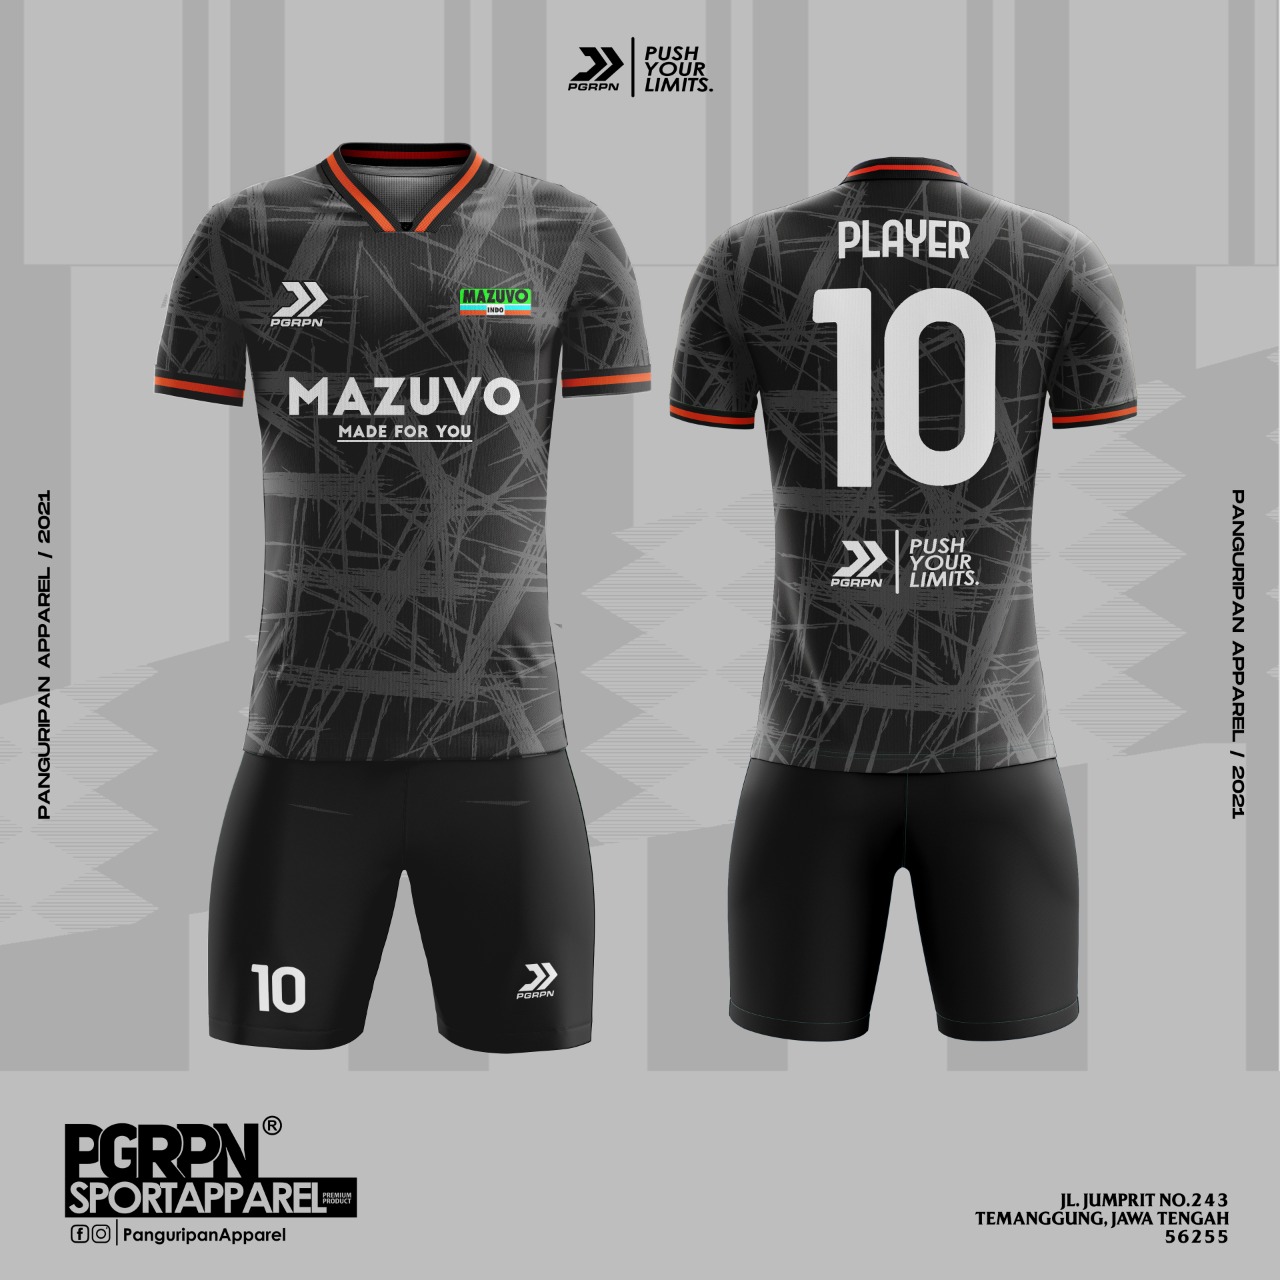 PGRPN
PUSH
YOUR
LIMITS.
PGRPN
MAZUVO
INDO
MAZUVO
MADE FOR YOU
10
PGRPN
PLAYER
10
PGRPN
PUSH
YOUR
LIMITS.
PANGURIPAN APPAREL / 2021
PANGURIPAN APPAREL / 2021
PGRPN®
SPORTAPPAREL PREMIUM
PRODUCT
PanguripanApparel
JL. JUMPRIT NO.243
TEMANGGUNG, JAWA TENGAH
56255